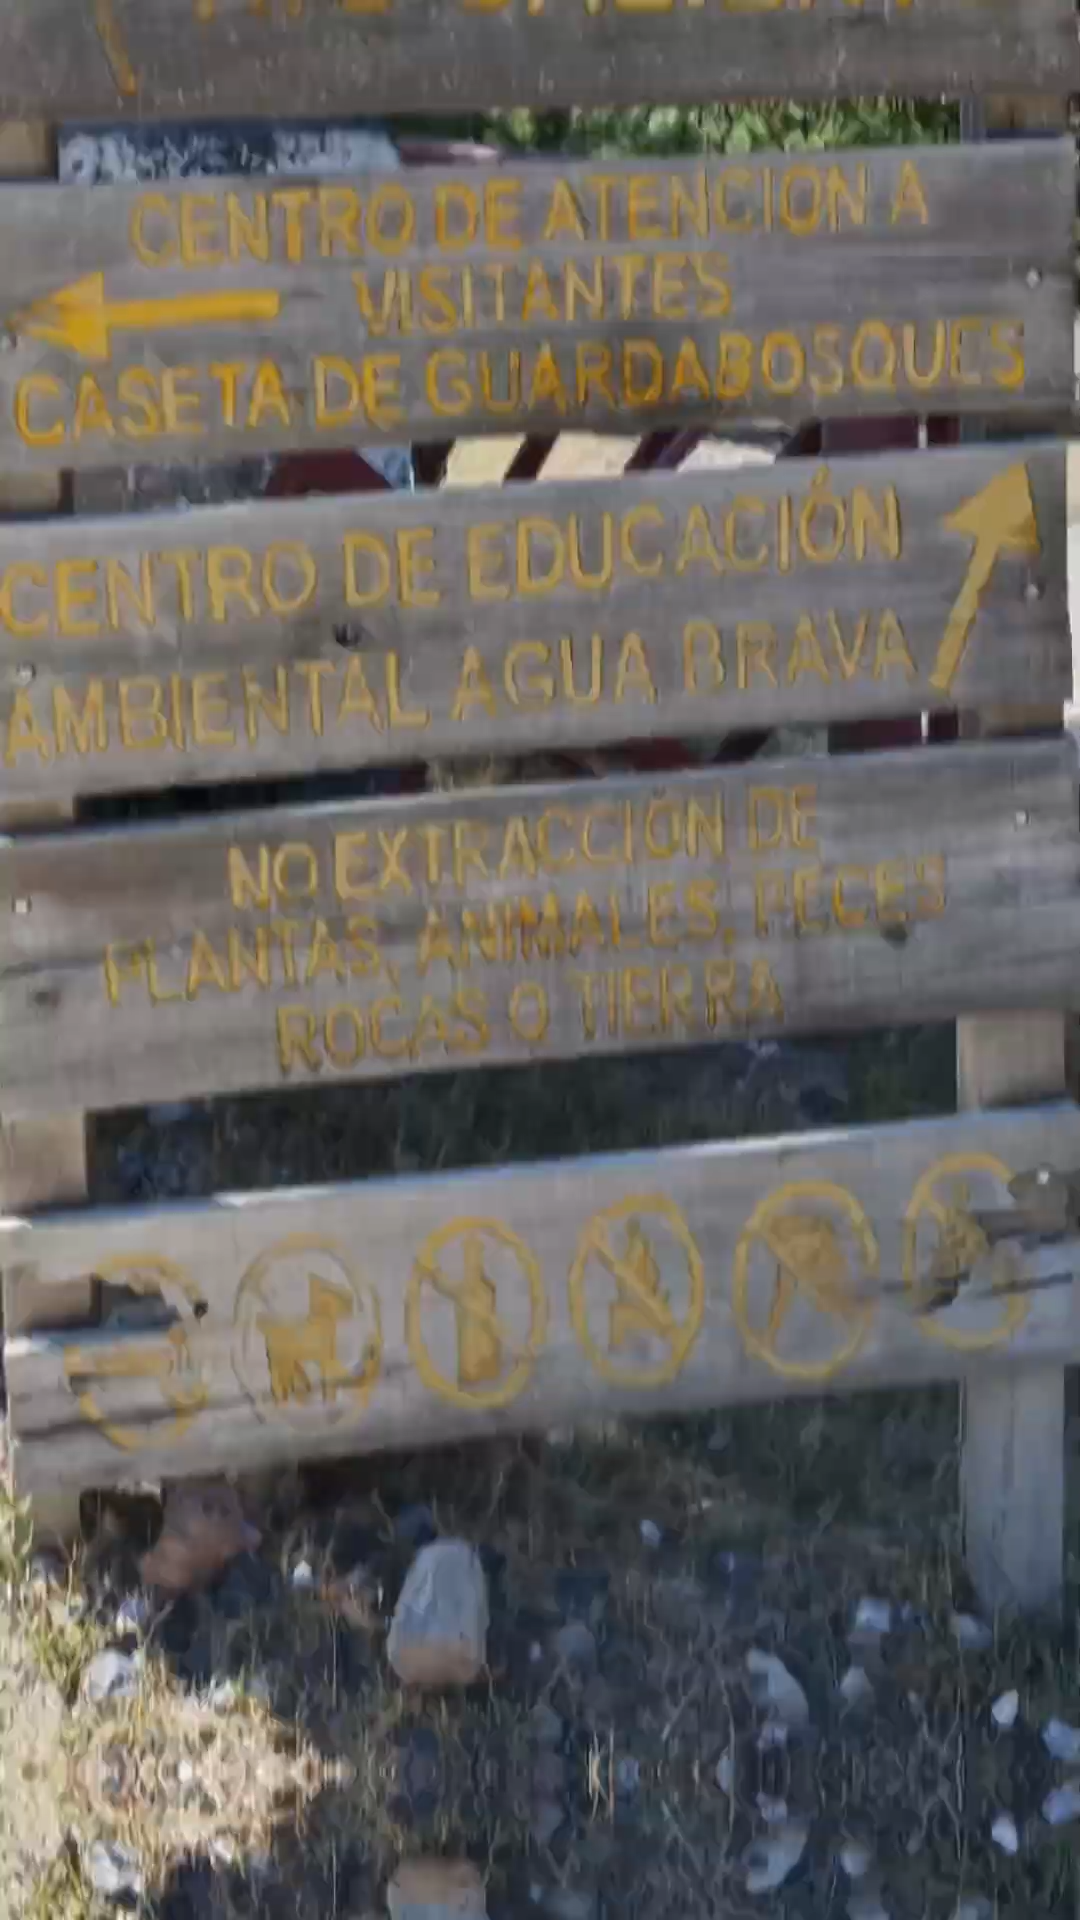 CENTRO DE ATENCION A
VISITANTES
CASETA DE GUARDABOSQUES
CENTRO DE EDUCACIÓN
AMBIENTAL AGUA BRAVA
NO EXTRACCIÓN DE
PLANTAS, ANIMALES, PECES
ROCAS O TIERRA